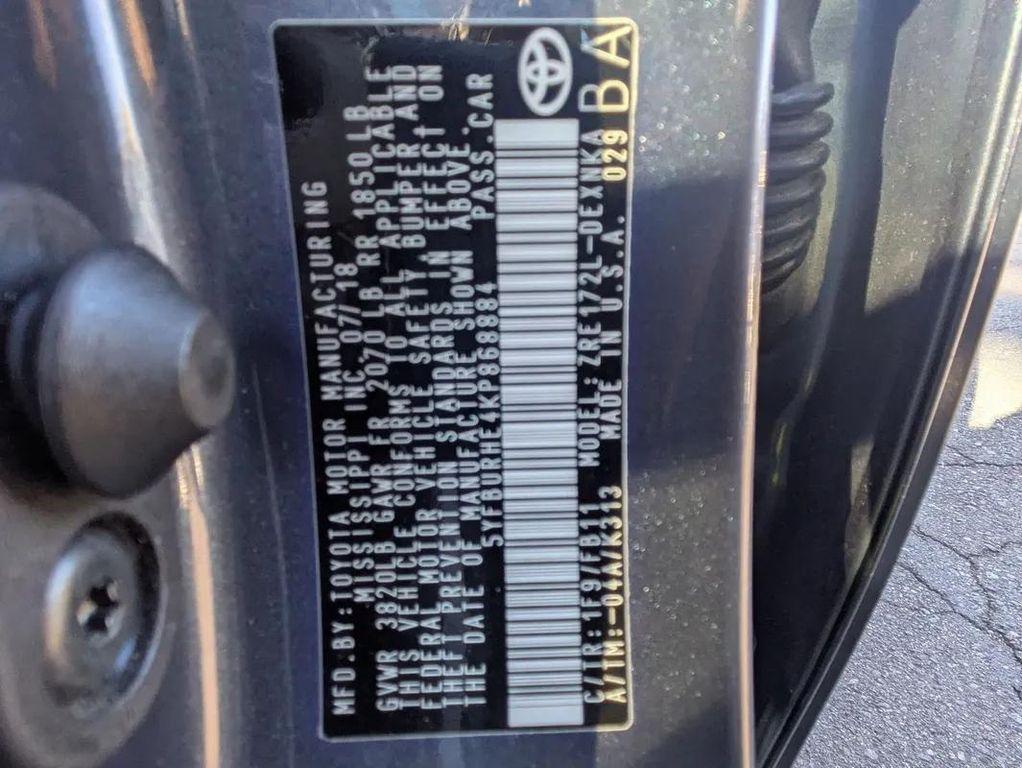 MFD.BY:TOYOTA MOTOR MANUFACTURING
MISSISSIPPI INC. 07/18
GVWR 3820LB GAWR FR 2070 LB RR 1850LB
THIS VEHICLE CONFORMS TO ALL APPLICABLE
FEDERAL MOTOR VEHICLE SAFETY, BUMPER, AND
THEFT PREVENTION STANDARDS IN EFFECT ON
THE DATE OF MANUFACTURE SHOWN ABOVE.
5YFBURHE4KP868884 PASS.CAR
C/TR:1F9/FB11 MODEL:ZRE172L-DEXNKA
A/TM:-04A/K313 MADE IN U.S.A. 029 BA